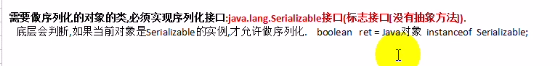 需要做序列化的对象的类,必须实现序列化接口:java.lang.Serializable接口(标志接口[没有抽象方法]).
底层会判断,如果当前对象是Serializable的实例,才允许做序列化. boolean ret = Java对象 instanceof Serializable;